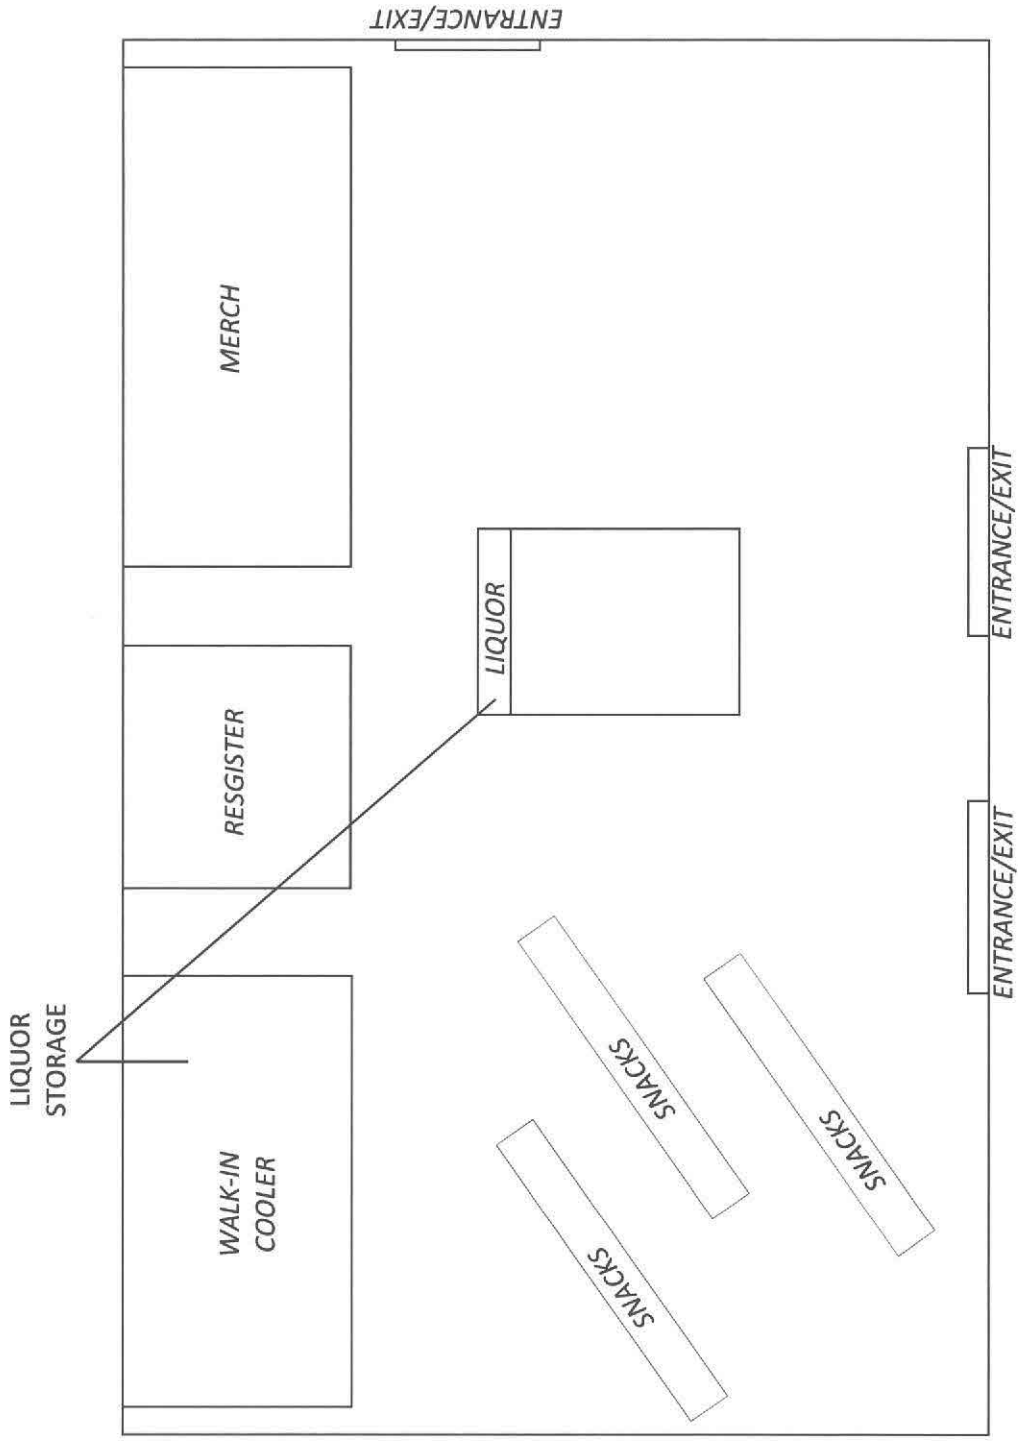 LIQUOR
STORAGE
WALK-IN
COOLER
RESGISTER
MERCH
ENTRANCE/EXIT
LIQUOR
SNACKS
SNACKS
SNACKS
ENTRANCE/EXIT
ENTRANCE/EXIT